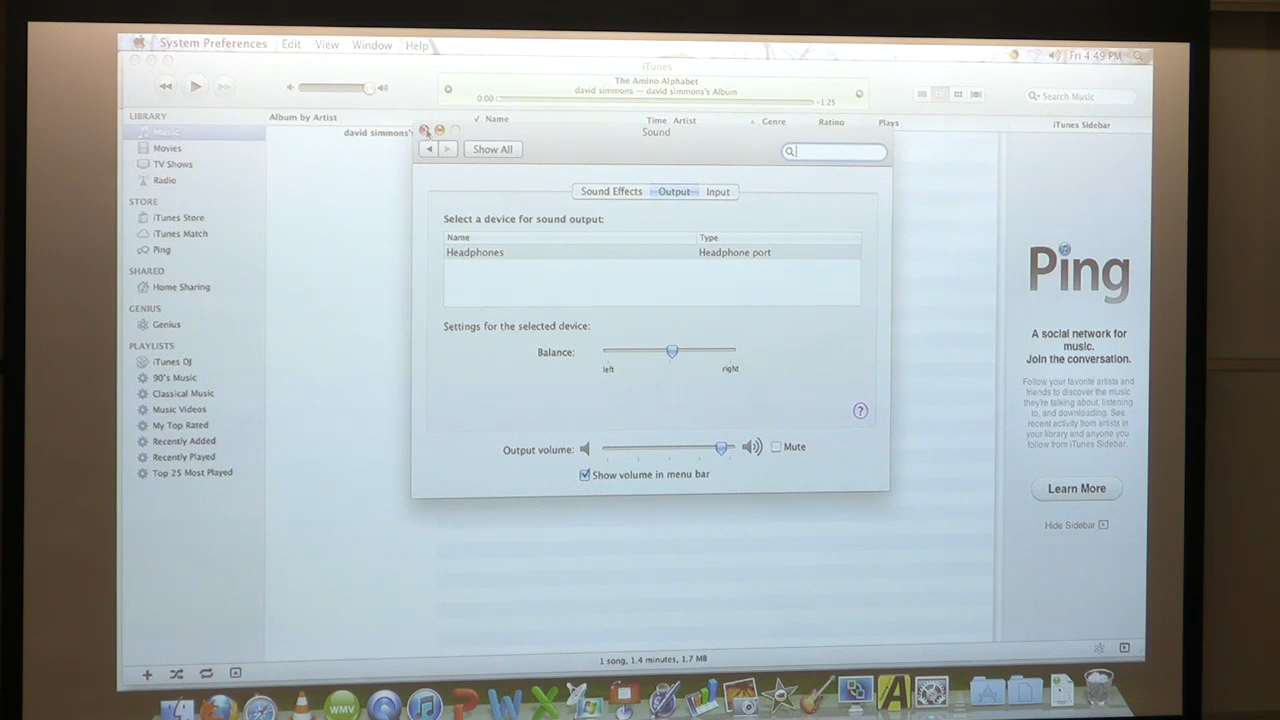 System Preferences Edit View Window Help
Fri 4:49 PM
iTunes
The Amino Alphabet
david simmons — david simmons's Album
0:00
-1:25
Search Music
LIBRARY
Music
Movies
TV Shows
Radio
STORE
iTunes Store
iTunes Match
Ping
SHARED
Home Sharing
GENIUS
Genius
PLAYLISTS
iTunes DJ
90's Music
Classical Music
Music Videos
My Top Rated
Recently Added
Recently Played
Top 25 Most Played
Album by Artist
✓ Name Time Artist Genre Rating Plays
david simmons'
Sound
Show All
Sound Effects Output Input
Select a device for sound output:
Name Type
Headphones Headphone port
Settings for the selected device:
Balance:
left right
?
Output volume: Mute
Show volume in menu bar
iTunes Sidebar
Ping
A social network for
music.
Join the conversation.
Follow your favorite artists and
friends to discover the music
they're talking about, listening
to, and downloading. See
recent activity from artists in
your library and anyone you
follow from iTunes Sidebar.
Learn More
Hide Sidebar
1 song, 1.4 minutes, 1.7 MB
WMV